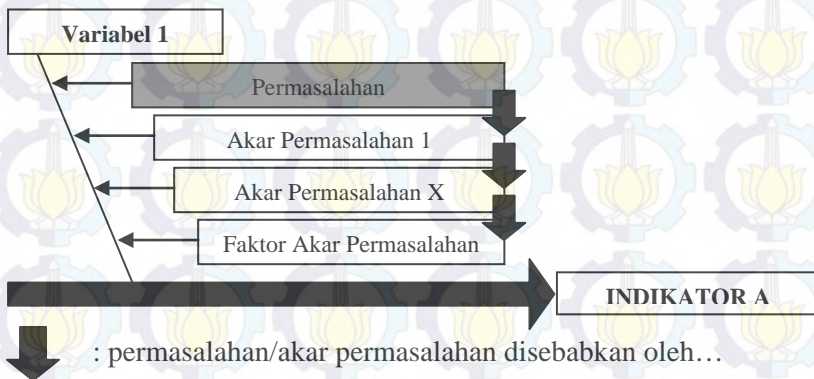 Variabel 1
Permasalahan
Akar Permasalahan 1
Akar Permasalahan X
Faktor Akar Permasalahan
INDIKATOR A
: permasalahan/akar permasalahan disebabkan oleh…